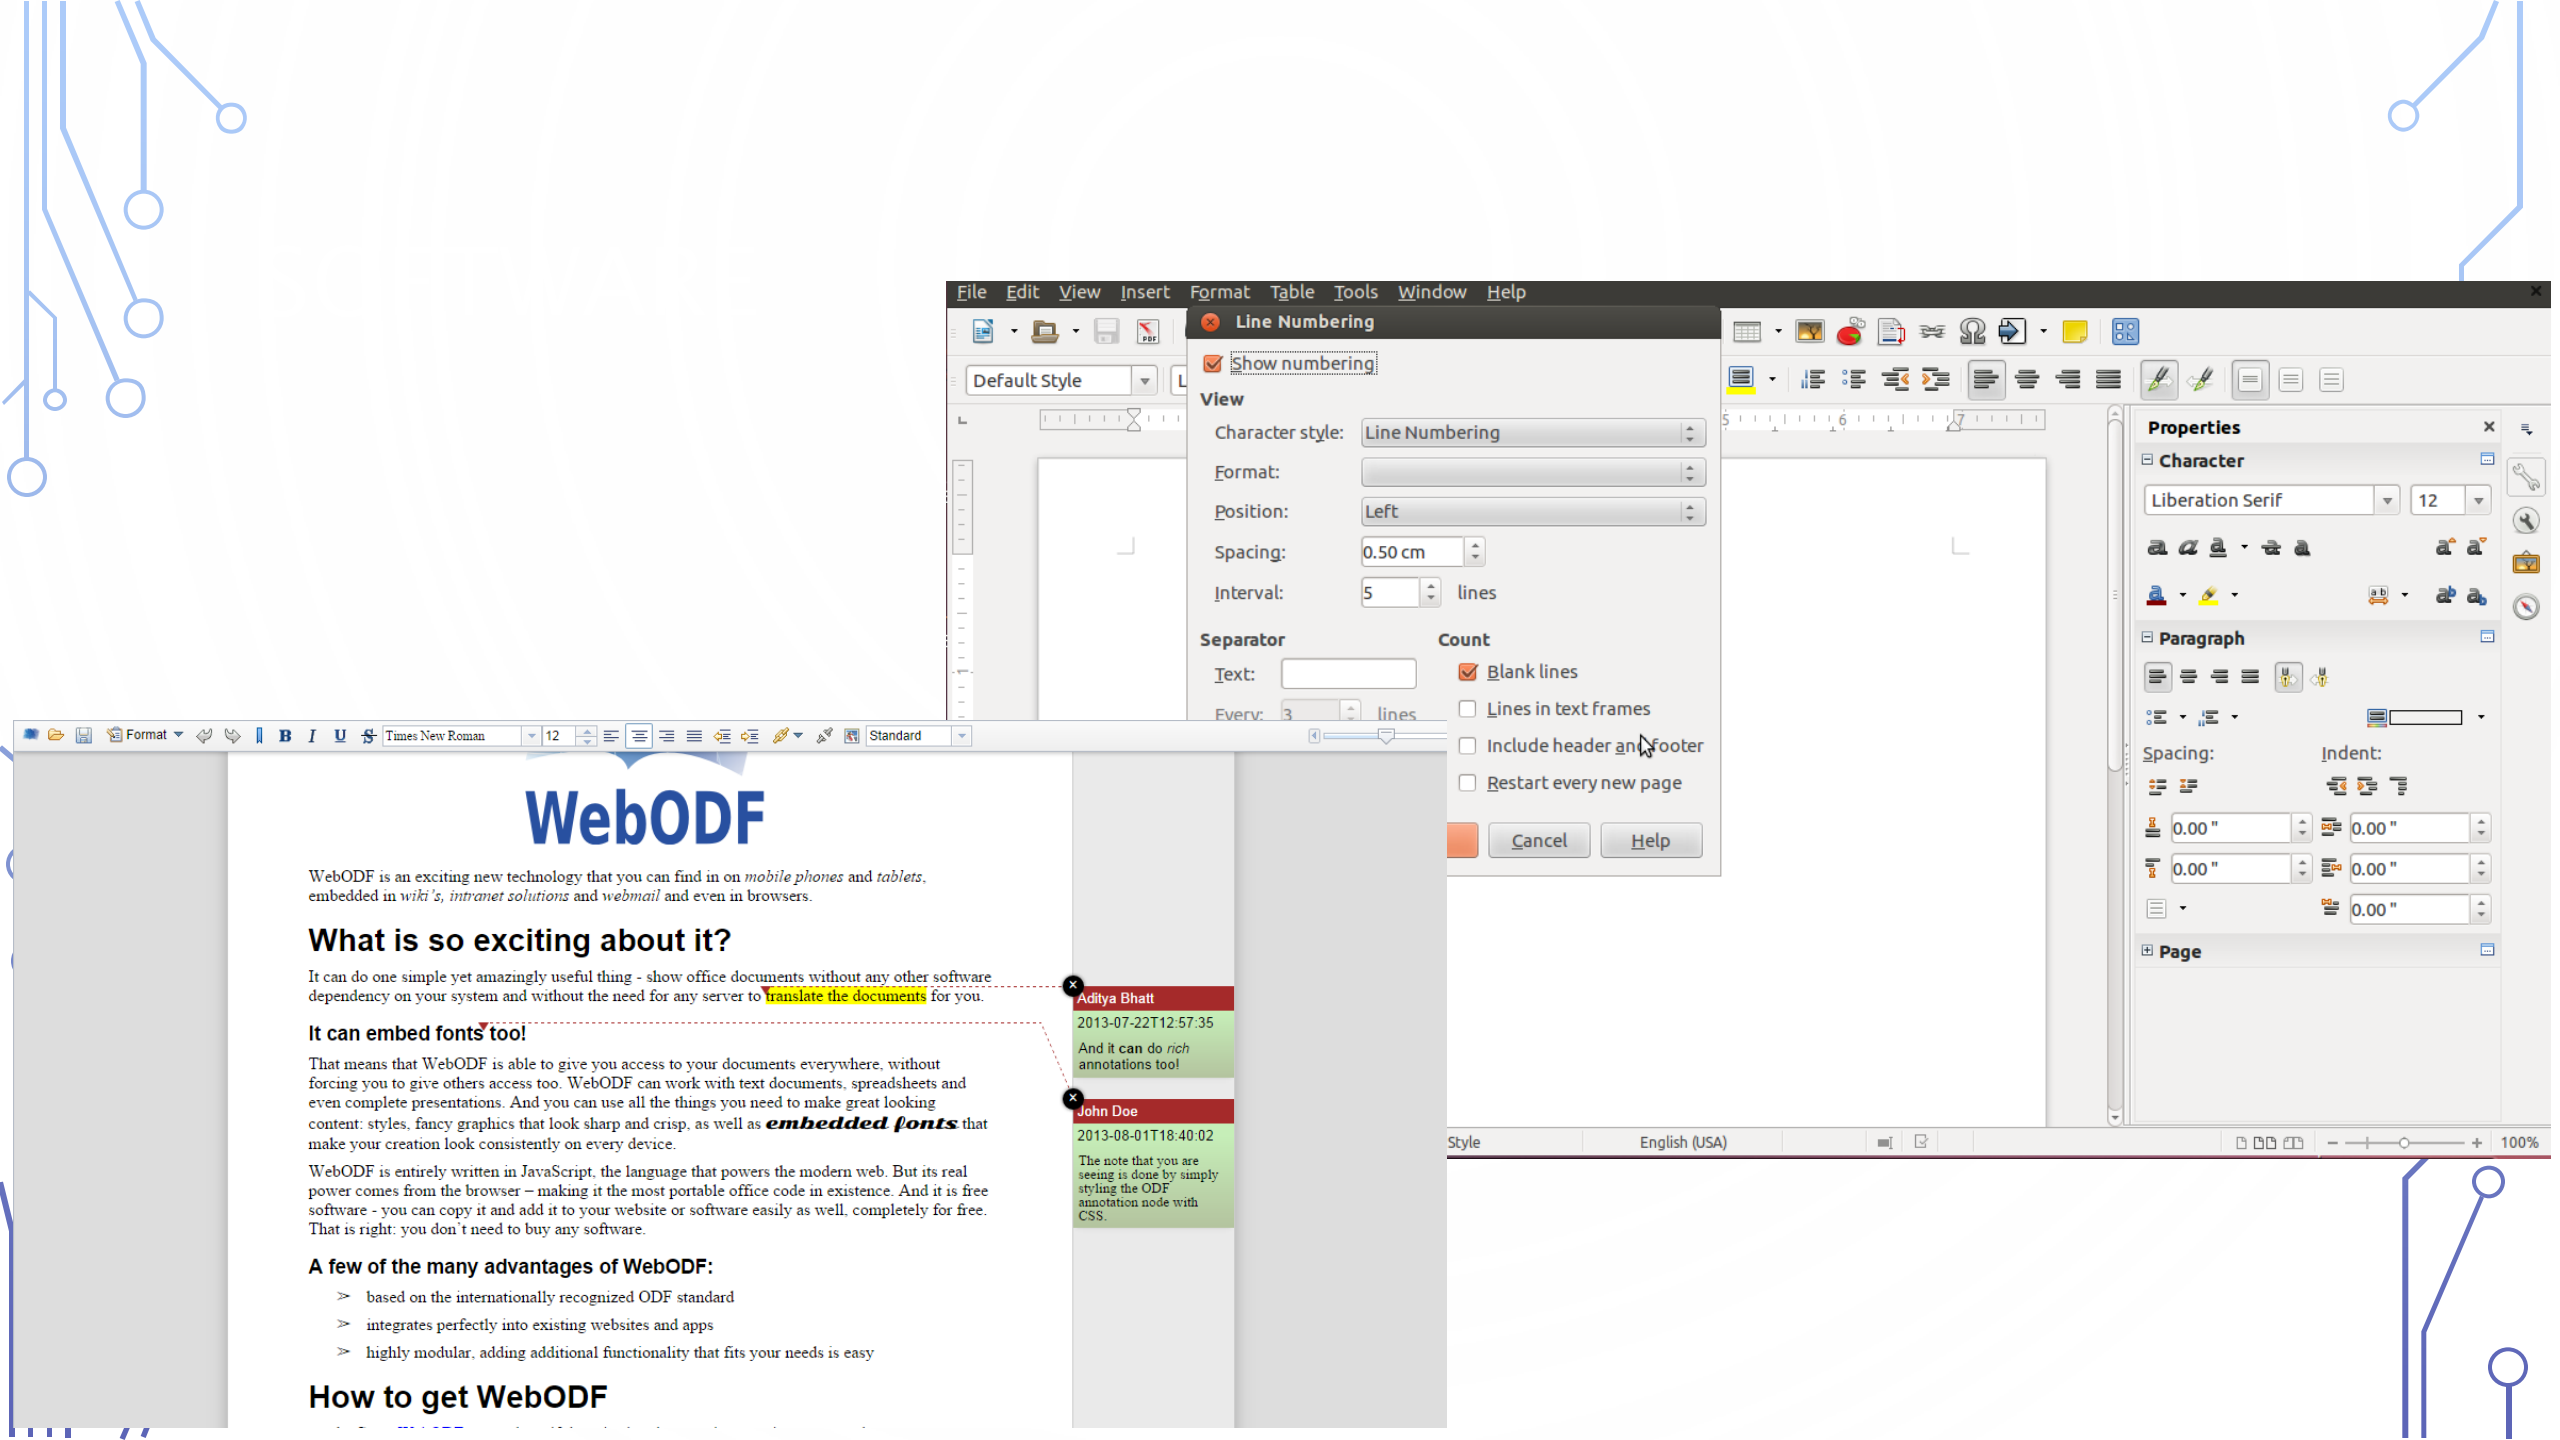 File Edit View Insert Format Table Tools Window Help
Line Numbering
PDF
Show numbering
Default Style
L
View
5 6 7
Character style: Line Numbering
Format:
Position: Left
Spacing: 0.50 cm
Interval: 5 lines
Separator
Text:
Every: 3 lines
Count
Blank lines
Lines in text frames
Include header and footer
Restart every new page
Cancel Help
Properties
Character
Liberation Serif 12
Paragraph
Spacing: Indent:
0.00 " 0.00 "
0.00 " 0.00 "
0.00 "
Page
Style English (USA) 100%
Format Times New Roman 12 Standard
WebODF
WebODF is an exciting new technology that you can find in on mobile phones and tablets,
embedded in wiki's, intranet solutions and webmail and even in browsers.
What is so exciting about it?
It can do one simple yet amazingly useful thing - show office documents without any other software
dependency on your system and without the need for any server to translate the documents for you.
It can embed fonts too!
That means that WebODF is able to give you access to your documents everywhere, without
forcing you to give others access too. WebODF can work with text documents, spreadsheets and
even complete presentations. And you can use all the things you need to make great looking
content: styles, fancy graphics that look sharp and crisp, as well as embedded fonts that
make your creation look consistently on every device.
WebODF is entirely written in JavaScript, the language that powers the modern web. But its real
power comes from the browser – making it the most portable office code in existence. And it is free
software - you can copy it and add it to your website or software easily as well, completely for free.
That is right: you don't need to buy any software.
A few of the many advantages of WebODF:
based on the internationally recognized ODF standard
integrates perfectly into existing websites and apps
highly modular, adding additional functionality that fits your needs is easy
How to get WebODF
Aditya Bhatt
2013-07-22T12:57:35
And it can do rich
annotations too!
John Doe
2013-08-01T18:40:02
The note that you are
seeing is done by simply
styling the ODF
annotation node with
CSS.